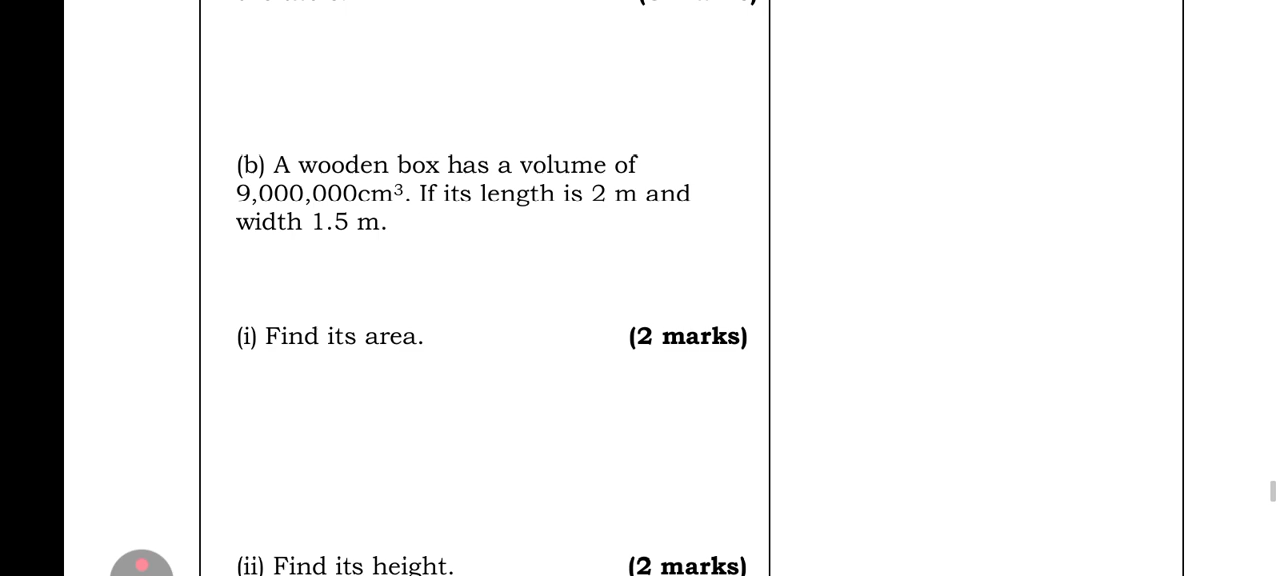 (b) A wooden box has a volume of
9,000,000cm³. If its length is 2 m and
width 1.5 m.
(i) Find its area. (2 marks)
(ii) Find its height. (2 marks)